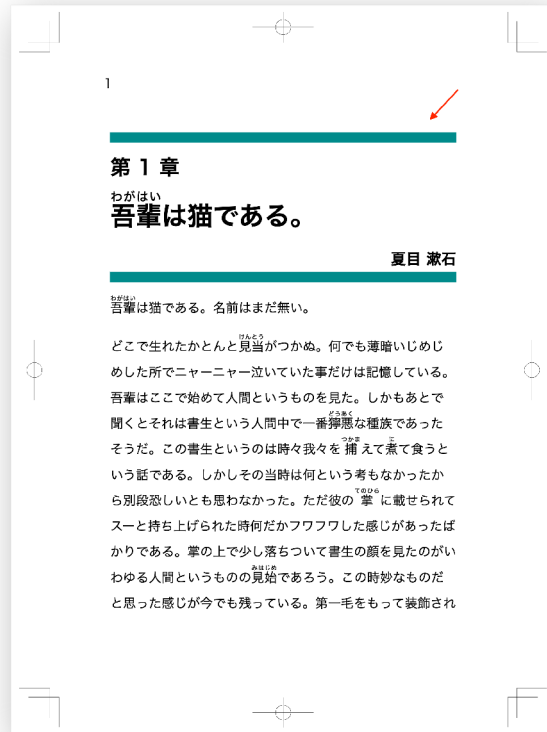 1
第 1 章
わがはい
吾輩は猫である。
夏目 漱石
わがはい
吾輩は猫である。名前はまだ無い。
けんとう
どこで生れたかとんと見当がつかぬ。何でも薄暗いじめじ
めした所でニャーニャー泣いていた事だけは記憶している。
吾輩はここで始めて人間というものを見た。しかもあとで
どうあく
聞くとそれは書生という人間中で一番獰悪な種族であった
つかま に
そうだ。この書生というのは時々我々を捕えて煮て食うと
いう話である。しかしその当時は何という考もなかったか
てのひら
ら別段恐しいとも思わなかった。ただ彼の掌に載せられて
スーと持ち上げられた時何だかフワフワした感じがあったば
かりである。掌の上で少し落ちついて書生の顔を見たのがい
みはじめ
わゆる人間というものの見始であろう。この時妙なものだ
と思った感じが今でも残っている。第一毛をもって装飾され